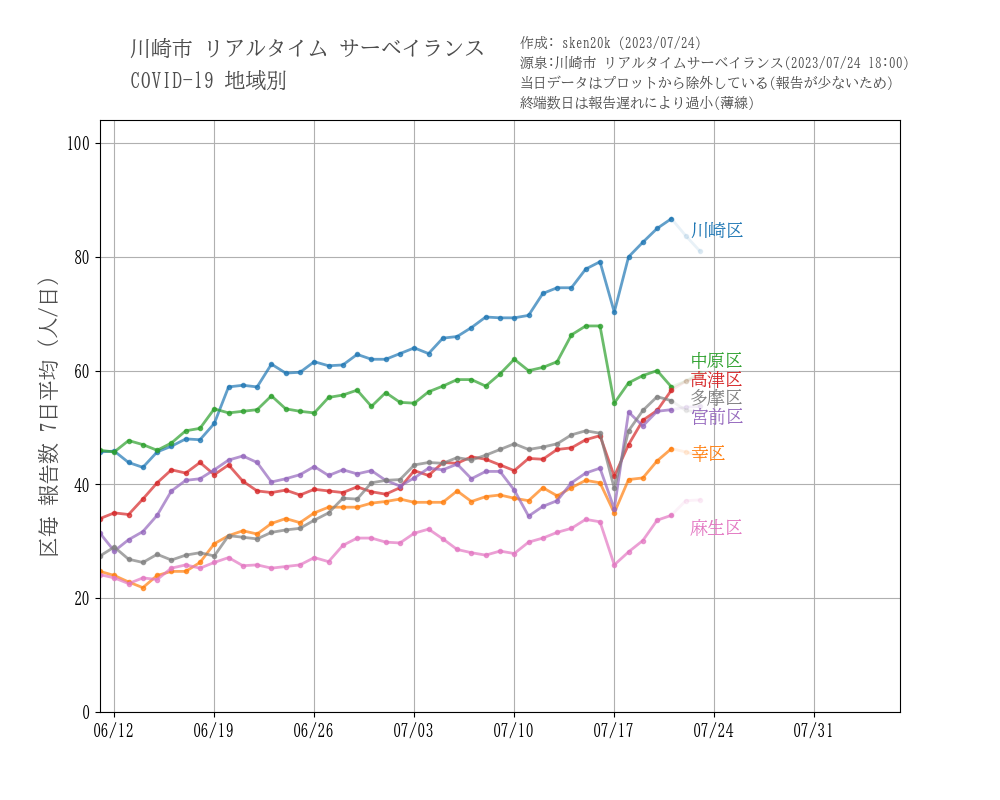 川崎市 リアルタイム サーベイランス
COVID-19 地域別
作成: sken20k (2023/07/24)
源泉:川崎市 リアルタイムサーベイランス(2023/07/24 18:00)
当日データはプロットから除外している(報告が少ないため)
終端数日は報告遅れにより過小(薄線)
区毎 報告数 7日平均 (人/日)
100
80
60
40
20
0
川崎区
中原区
高津区
多摩区
宮前区
幸区
麻生区
06/12 06/19 06/26 07/03 07/10 07/17 07/24 07/31